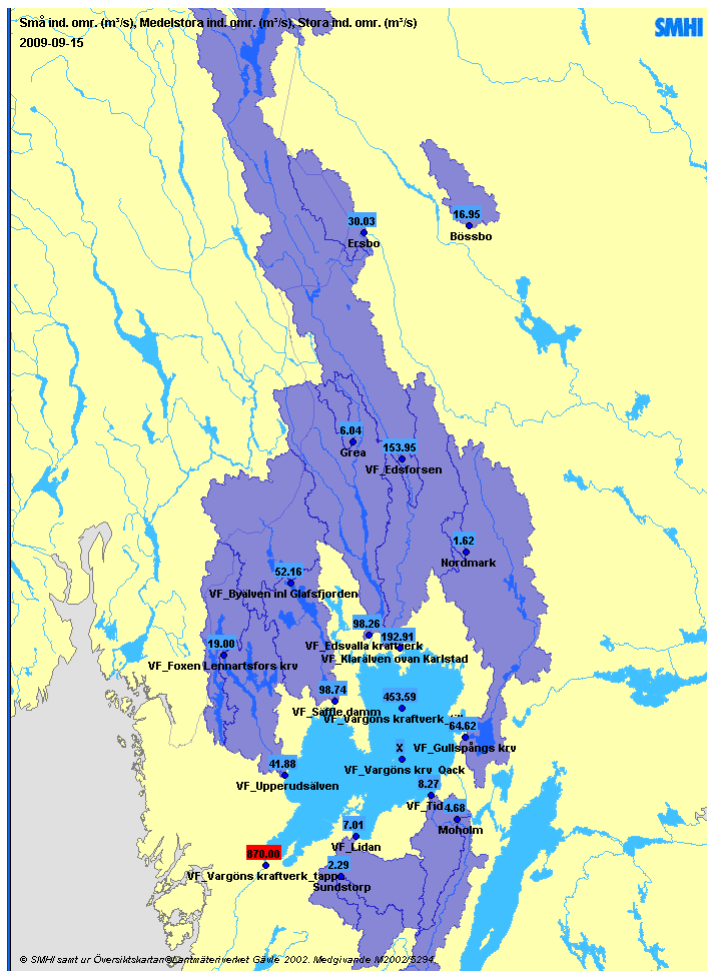 Små ind. omr. (m³/s), Medelstora ind. omr. (m³/s), Stora ind. omr. (m³/s)
SMHI
2009-09-15
16.95
Bössbo
30.03
Ersbo
6.04
Grea
153.95
VF_Edsforsen
1.62
Nordmark
52.16
VF_Byälven inl Glafsfjorden
98.26
VF_Edsvalla kraftverk
192.91
VF_Klarälven ovan Karlstad
19.00
VF_Foxen Lennartsfors krv
98.74
VF_Säffle damm
453.59
VF_Vargöns kraftverk
64.62
VF_Gullspångs krv
X
VF_Vargöns krv_Qack
41.88
VF_Upperudsälven
8.27
VF_Tid
4.68
Moholm
7.01
VF_Lidan
870.00
VF_Vargöns kraftverk_tapp
2.29
Sundstorp
© SMHI samt ur Översiktskartan©Lantmäteriverket Gävle 2002. Medgivande M2002/5294